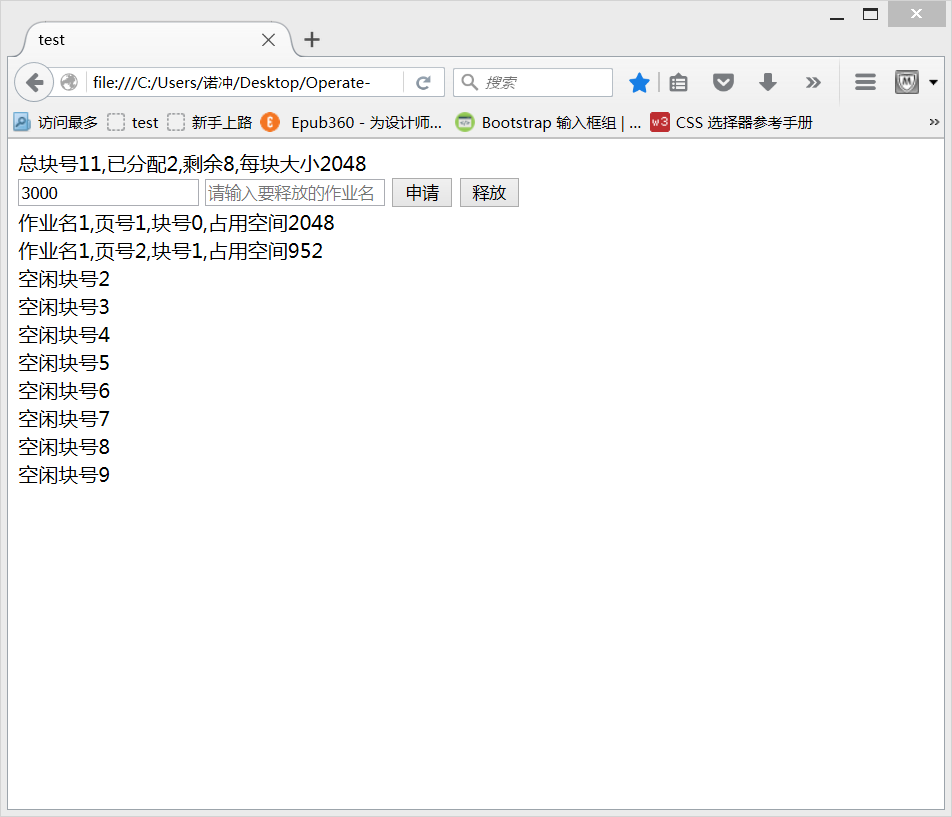 test
file:///C:/Users/诺冲/Desktop/Operate-
搜索
访问最多 test 新手上路 Epub360 - 为设计师... Bootstrap 输入框组 | ... w3 CSS 选择器参考手册
总块号11,已分配2,剩余8,每块大小2048
3000 请输入要释放的作业名 申请 释放
作业名1,页号1,块号0,占用空间2048
作业名1,页号2,块号1,占用空间952
空闲块号2
空闲块号3
空闲块号4
空闲块号5
空闲块号6
空闲块号7
空闲块号8
空闲块号9